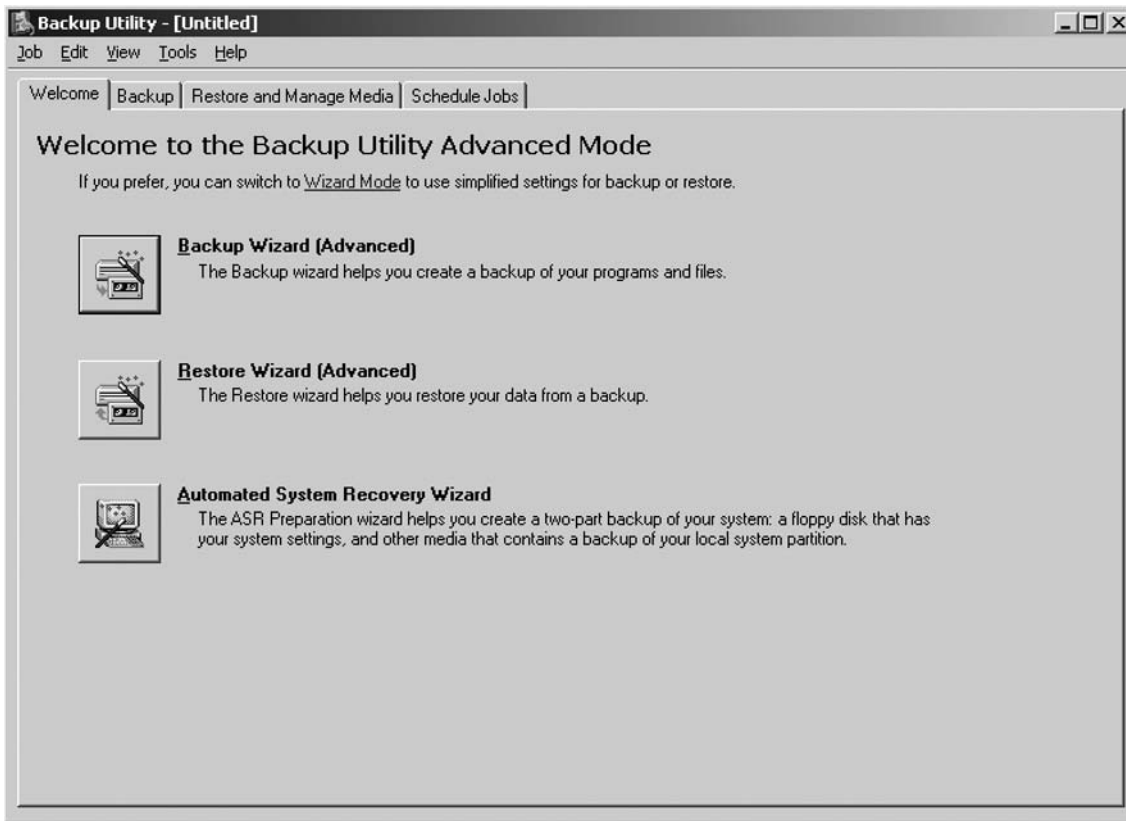 Backup Utility - [Untitled]
Job Edit View Tools Help
Welcome Backup Restore and Manage Media Schedule Jobs
Welcome to the Backup Utility Advanced Mode
If you prefer, you can switch to Wizard Mode to use simplified settings for backup or restore.
Backup Wizard (Advanced)
The Backup wizard helps you create a backup of your programs and files.
Restore Wizard (Advanced)
The Restore wizard helps you restore your data from a backup.
Automated System Recovery Wizard
The ASR Preparation wizard helps you create a two-part backup of your system: a floppy disk that has
your system settings, and other media that contains a backup of your local system partition.